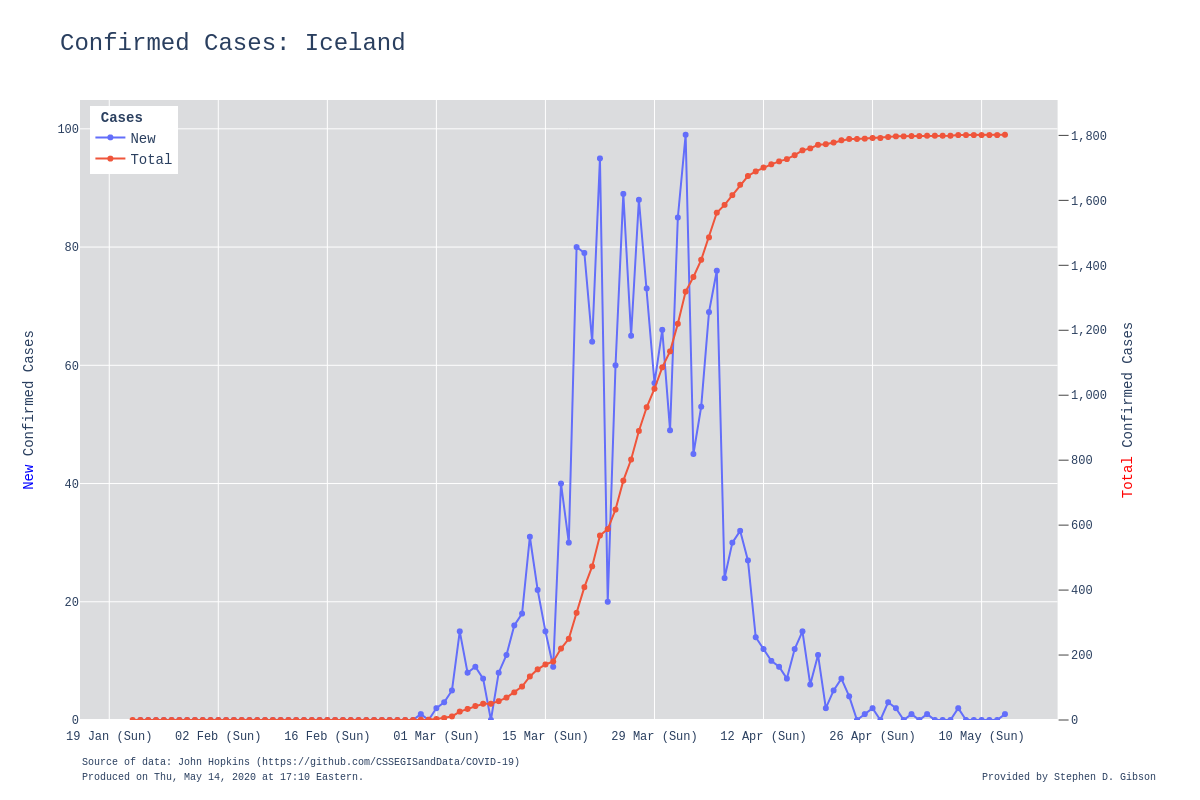 Confirmed Cases: Iceland
Cases
New
Total
100
80
60
40
20
0
New Confirmed Cases
1,800
1,600
1,400
1,200
1,000
800
600
400
200
0
Total Confirmed Cases
19 Jan (Sun) 02 Feb (Sun) 16 Feb (Sun) 01 Mar (Sun) 15 Mar (Sun) 29 Mar (Sun) 12 Apr (Sun) 26 Apr (Sun) 10 May (Sun)
Source of data: John Hopkins (https://github.com/CSSEGISandData/COVID-19)
Produced on Thu, May 14, 2020 at 17:10 Eastern.
Provided by Stephen D. Gibson